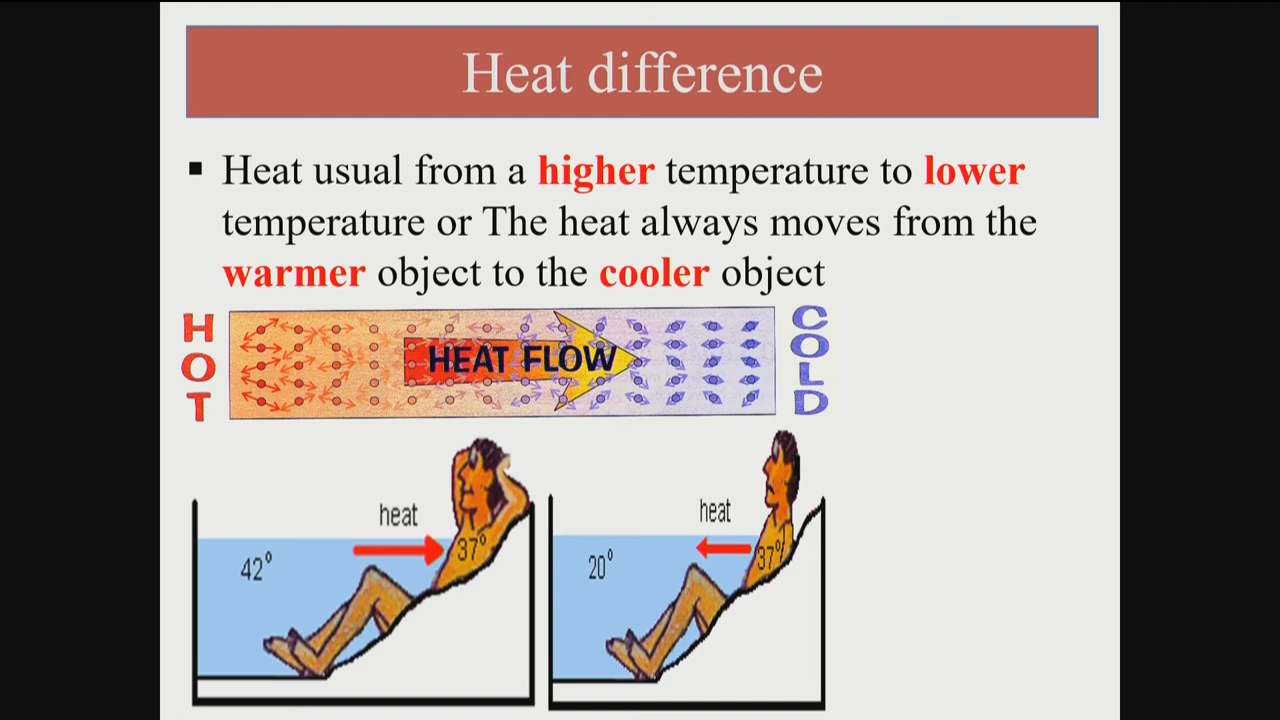 Heat difference
▪ Heat usual from a higher temperature to lower
temperature or The heat always moves from the
warmer object to the cooler object
HOT
HEAT FLOW
COLD
heat
42°
37°
heat
20°
37°